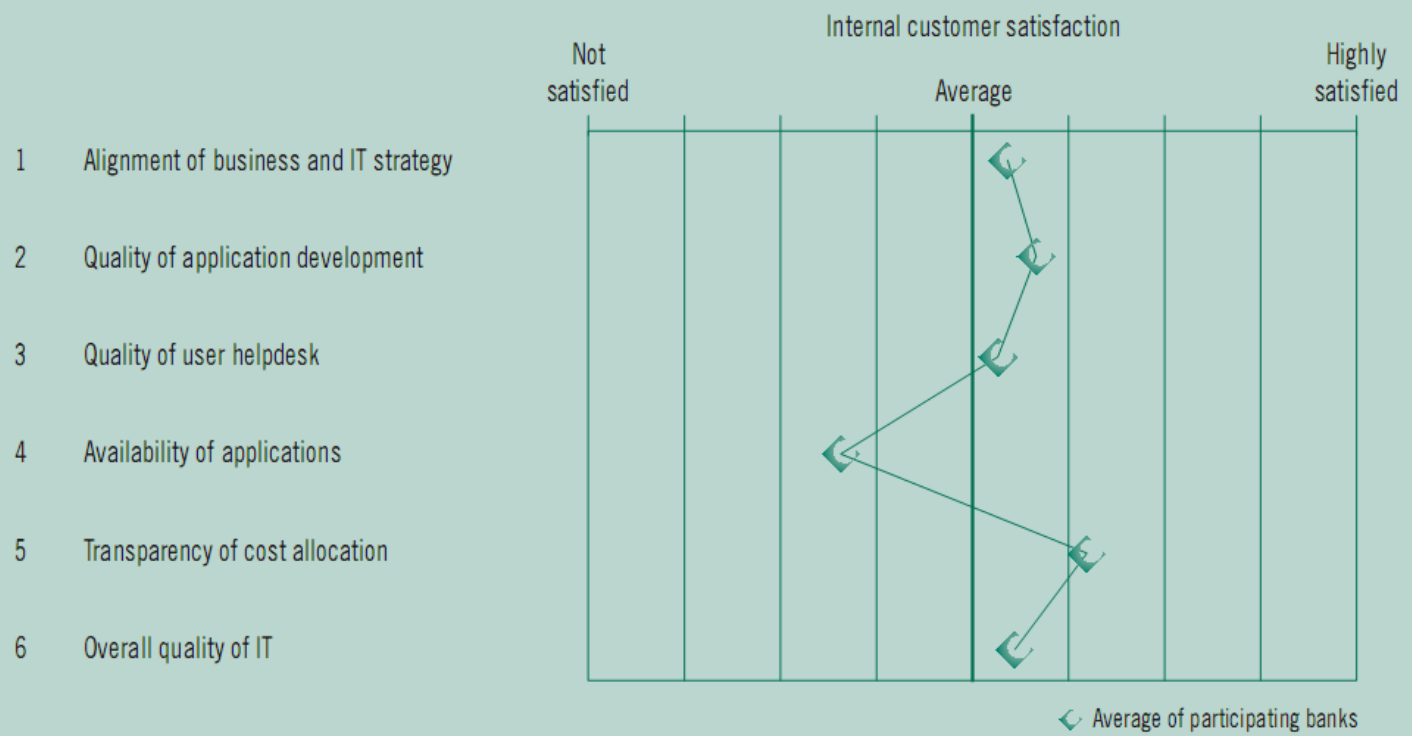 Internal customer satisfaction
Not
satisfied
Average
Highly
satisfied
1 Alignment of business and IT strategy
2 Quality of application development
3 Quality of user helpdesk
4 Availability of applications
5 Transparency of cost allocation
6 Overall quality of IT
Average of participating banks